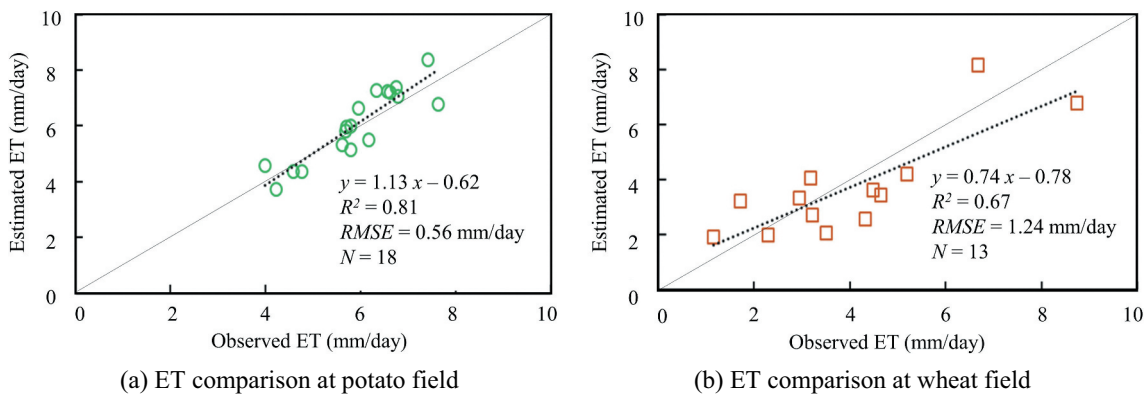 Estimated ET (mm/day)
10
8
6
4
2
0
y = 1.13 x – 0.62
R² = 0.81
RMSE = 0.56 mm/day
N = 18
0 2 4 6 8 10
Observed ET (mm/day)
(a) ET comparison at potato field
Estimated ET (mm/day)
10
8
6
4
2
0
y = 0.74 x – 0.78
R² = 0.67
RMSE = 1.24 mm/day
N = 13
0 2 4 6 8 10
Observed ET (mm/day)
(b) ET comparison at wheat field